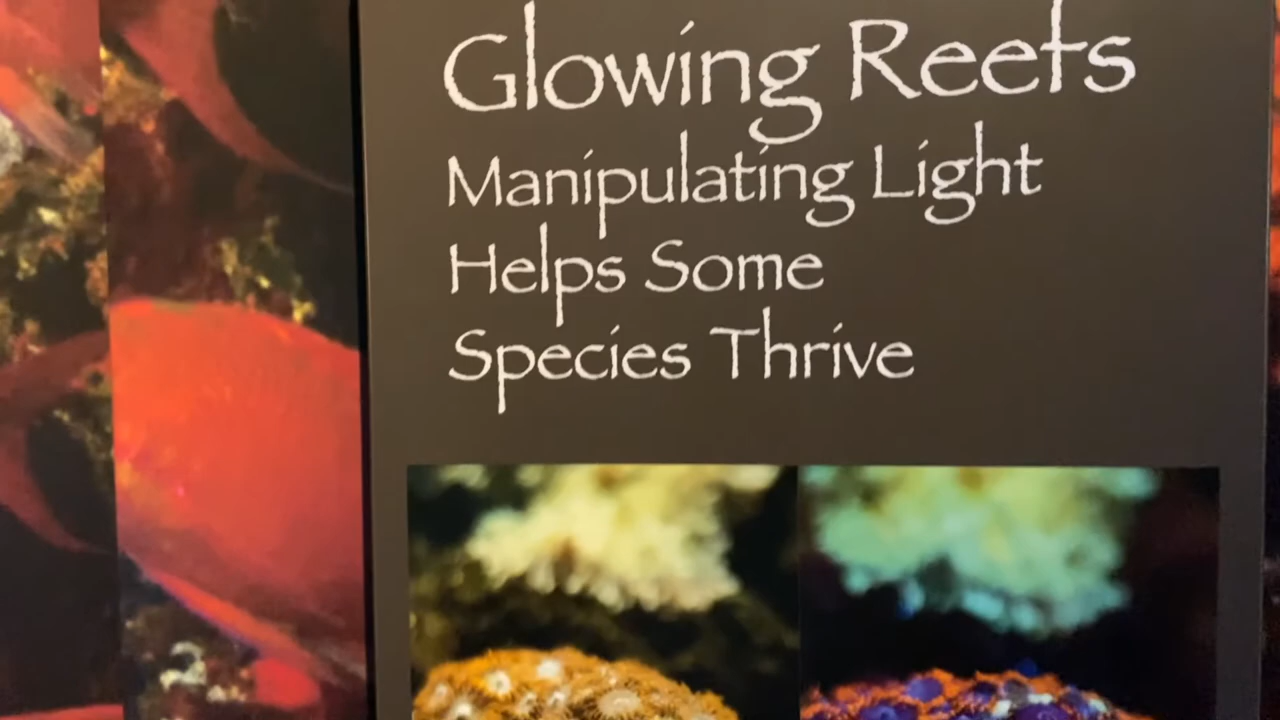 Glowing Reefs
Manipulating Light
Helps Some
Species Thrive